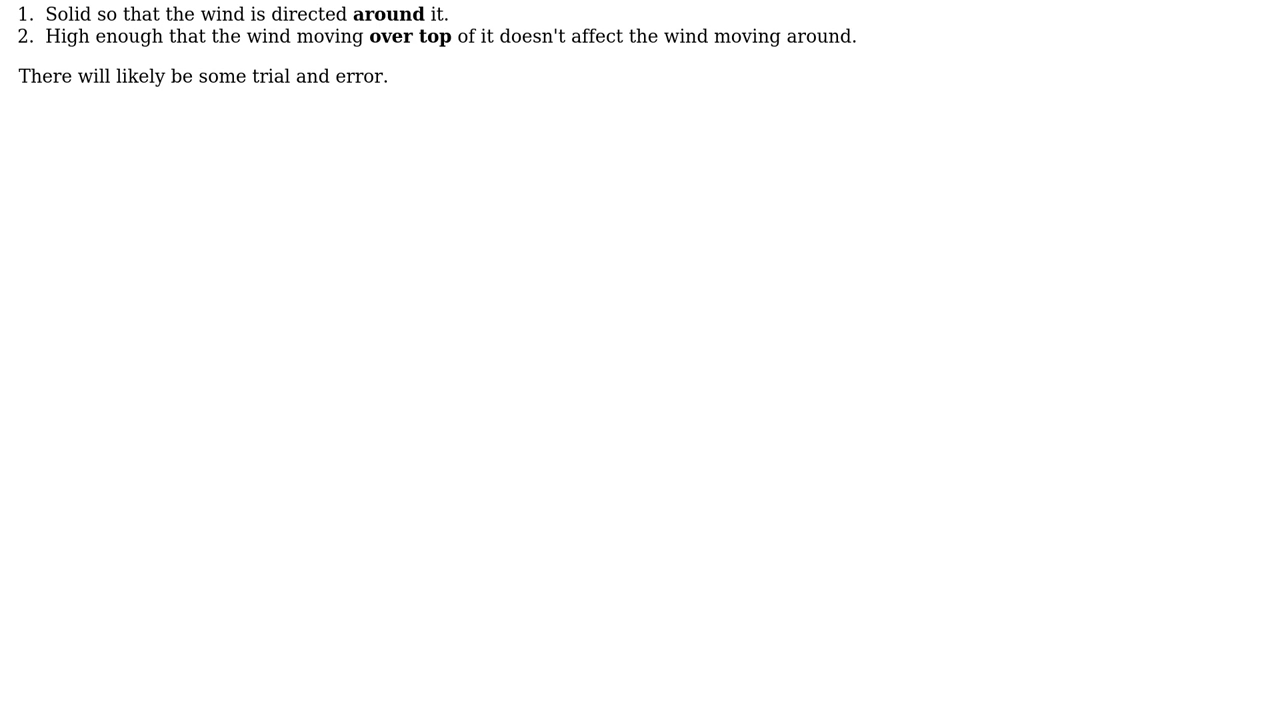 1. Solid so that the wind is directed around it.
2. High enough that the wind moving over top of it doesn't affect the wind moving around.
There will likely be some trial and error.